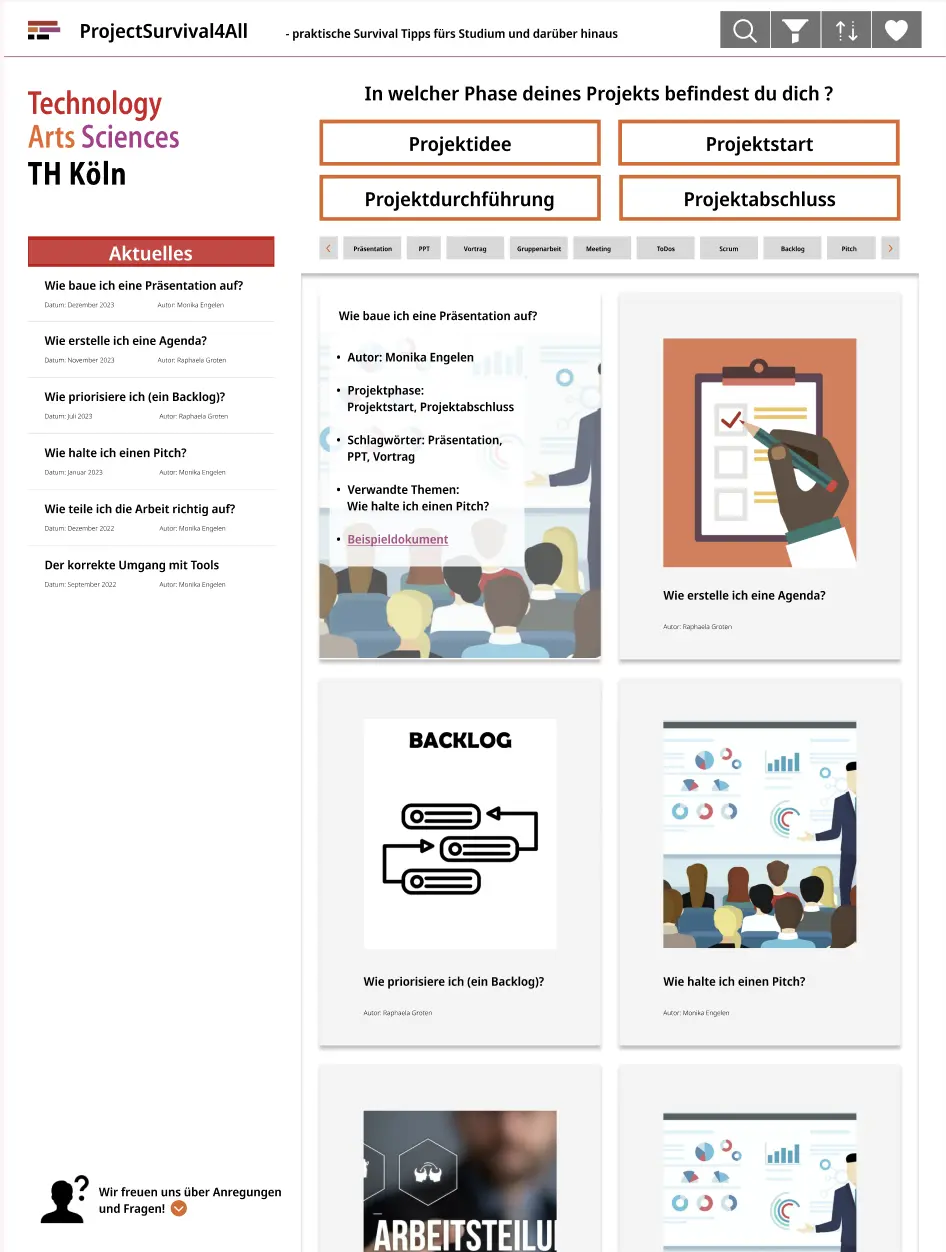 ProjectSurvival4All
- praktische Survival Tipps fürs Studium und darüber hinaus
Technology
Arts Sciences
TH Köln
In welcher Phase deines Projekts befindest du dich ?
Projektidee
Projektstart
Projektdurchführung
Projektabschluss
Präsentation
PPT
Vortrag
Gruppenarbeit
Meeting
ToDos
Scrum
Backlog
Pitch
Aktuelles
Wie baue ich eine Präsentation auf?
Datum: Dezember 2023 Autor: Monika Engelen
Wie erstelle ich eine Agenda?
Datum: November 2023 Autor: Raphaela Groten
Wie priorisiere ich (ein Backlog)?
Datum: Juli 2023 Autor: Raphaela Groten
Wie halte ich einen Pitch?
Datum: Januar 2023 Autor: Monika Engelen
Wie teile ich die Arbeit richtig auf?
Datum: Dezember 2022 Autor: Monika Engelen
Der korrekte Umgang mit Tools
Datum: September 2022 Autor: Monika Engelen
Wie baue ich eine Präsentation auf?
• Autor: Monika Engelen
• Projektphase:
Projektstart, Projektabschluss
• Schlagwörter: Präsentation,
PPT, Vortrag
• Verwandte Themen:
Wie halte ich einen Pitch?
• Beispieldokument
Wie erstelle ich eine Agenda?
Autor: Raphaela Groten
BACKLOG
Wie priorisiere ich (ein Backlog)?
Autor: Raphaela Groten
Wie halte ich einen Pitch?
Autor: Monika Engelen
ARBEITSTEILU
Wir freuen uns über Anregungen
und Fragen!